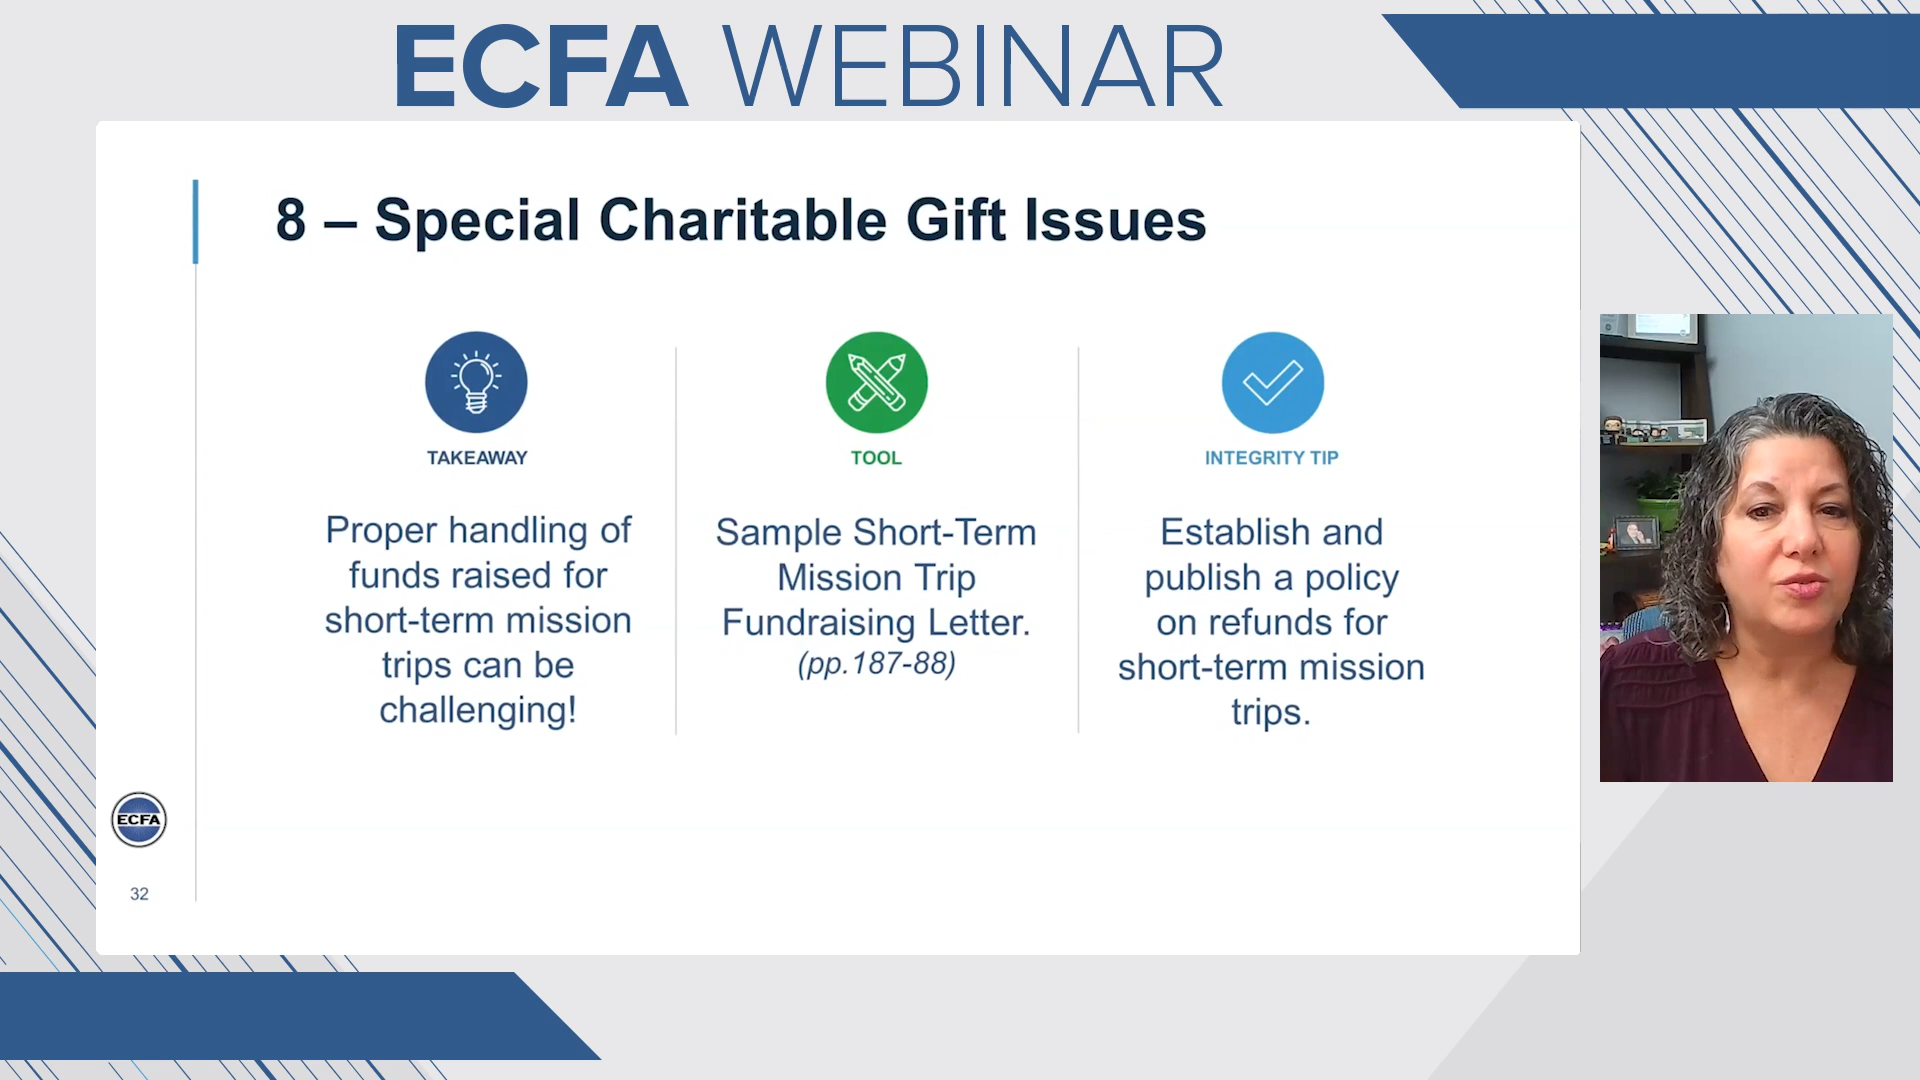 ECFA WEBINAR
8 – Special Charitable Gift Issues
TAKEAWAY
Proper handling of
funds raised for
short-term mission
trips can be
challenging!
TOOL
Sample Short-Term
Mission Trip
Fundraising Letter.
(pp.187-88)
INTEGRITY TIP
Establish and
publish a policy
on refunds for
short-term mission
trips.
ECFA
32